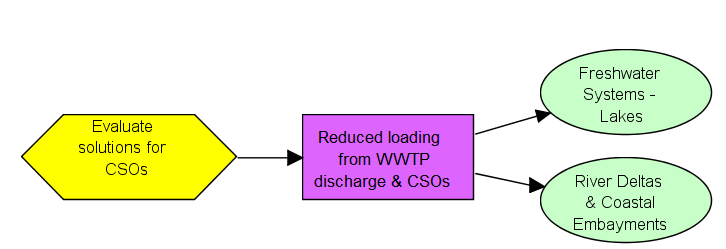 Evaluate
solutions for
CSOs
Reduced loading
from WWTP
discharge & CSOs
Freshwater
Systems -
Lakes
River Deltas
& Coastal
Embayments